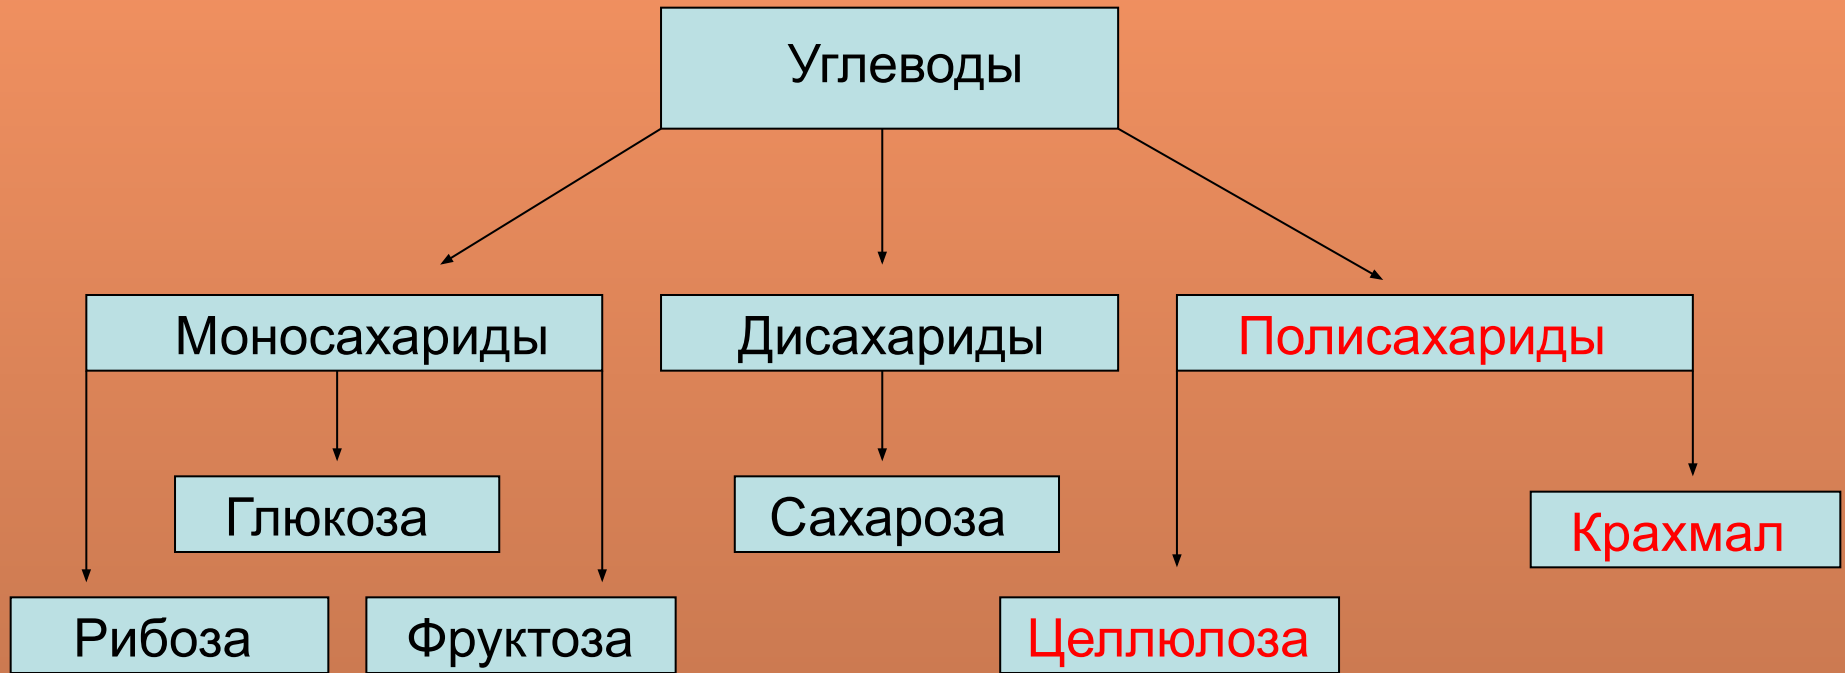 Углеводы
Моносахариды
Дисахариды
Полисахариды
Глюкоза
Сахароза
Крахмал
Рибоза
Фруктоза
Целлюлоза